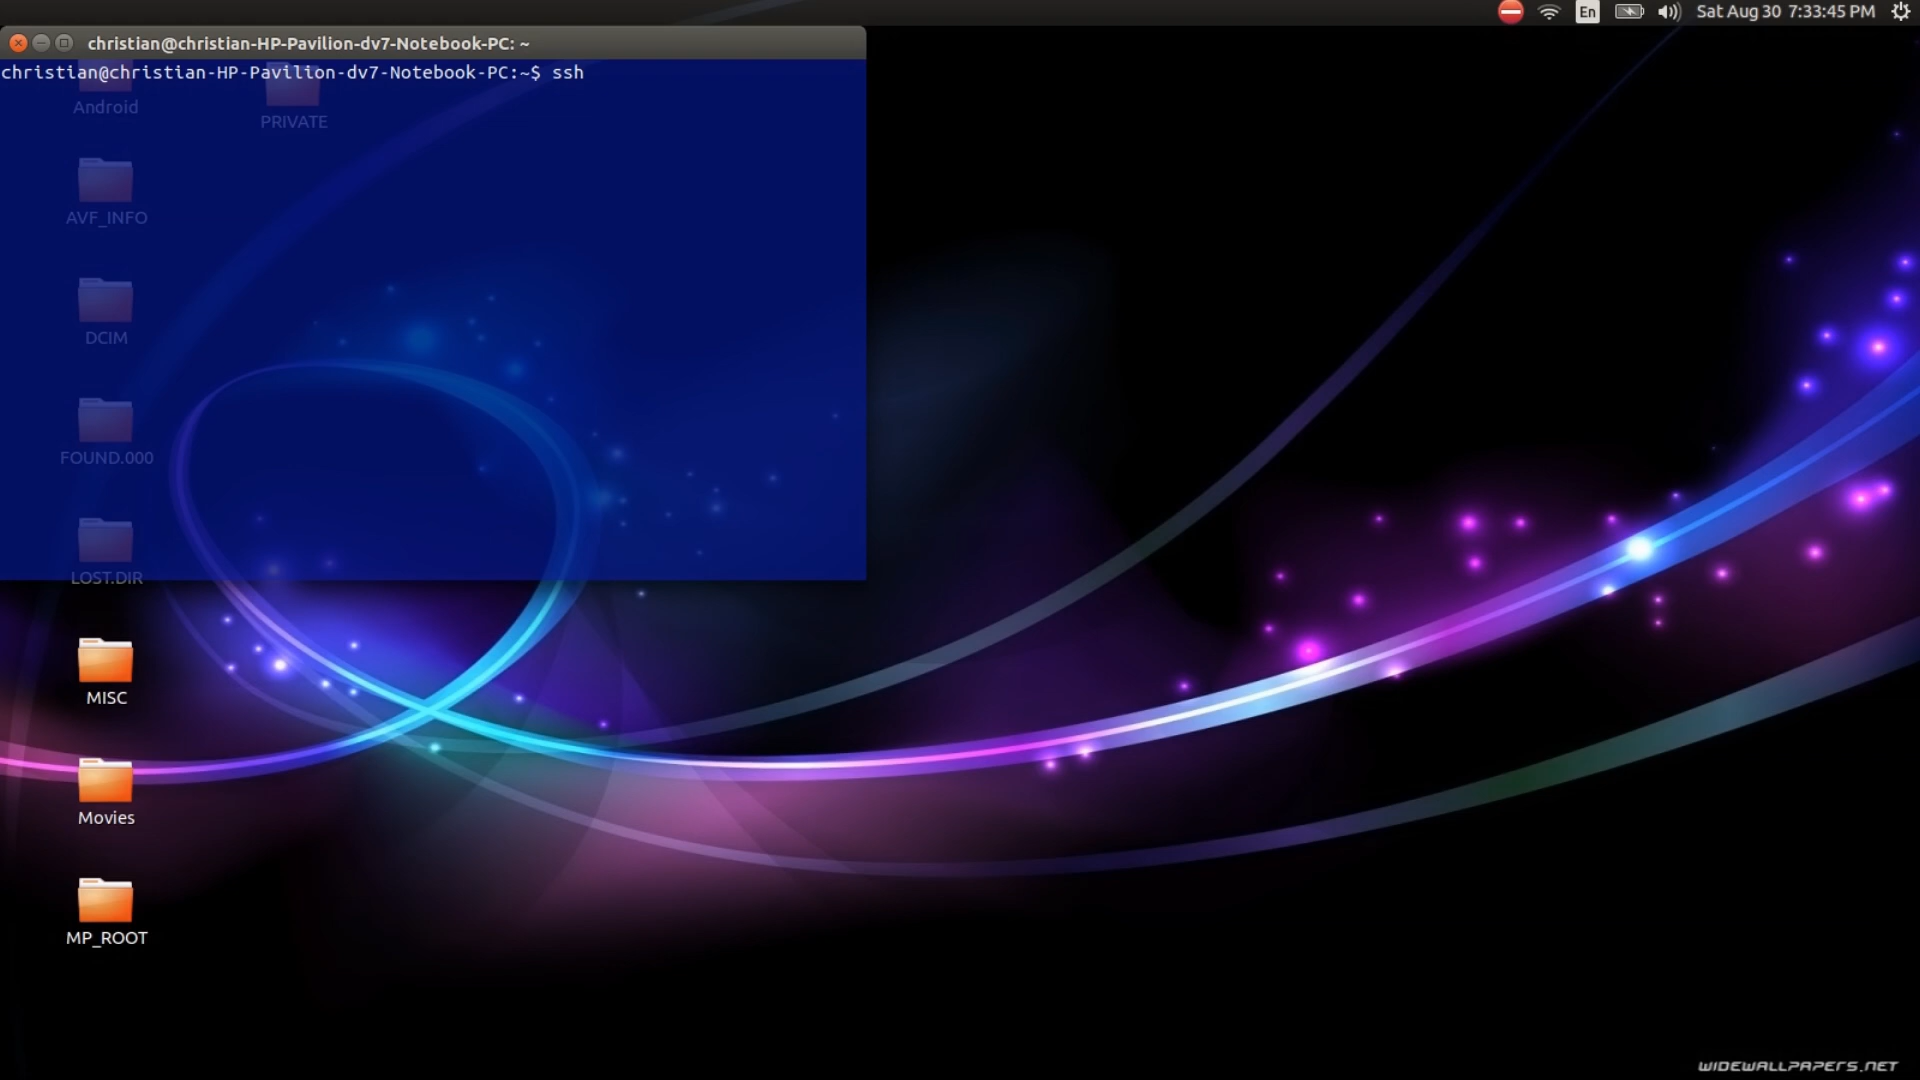 En
Sat Aug 30 7:33:45 PM
christian@christian-HP-Pavilion-dv7-Notebook-PC: ~
christian@christian-HP-Pavilion-dv7-Notebook-PC:~$ ssh
Android
PRIVATE
AVF_INFO
DCIM
FOUND.000
LOST.DIR
MISC
Movies
MP_ROOT
WIDEWALLPAPERS.NET